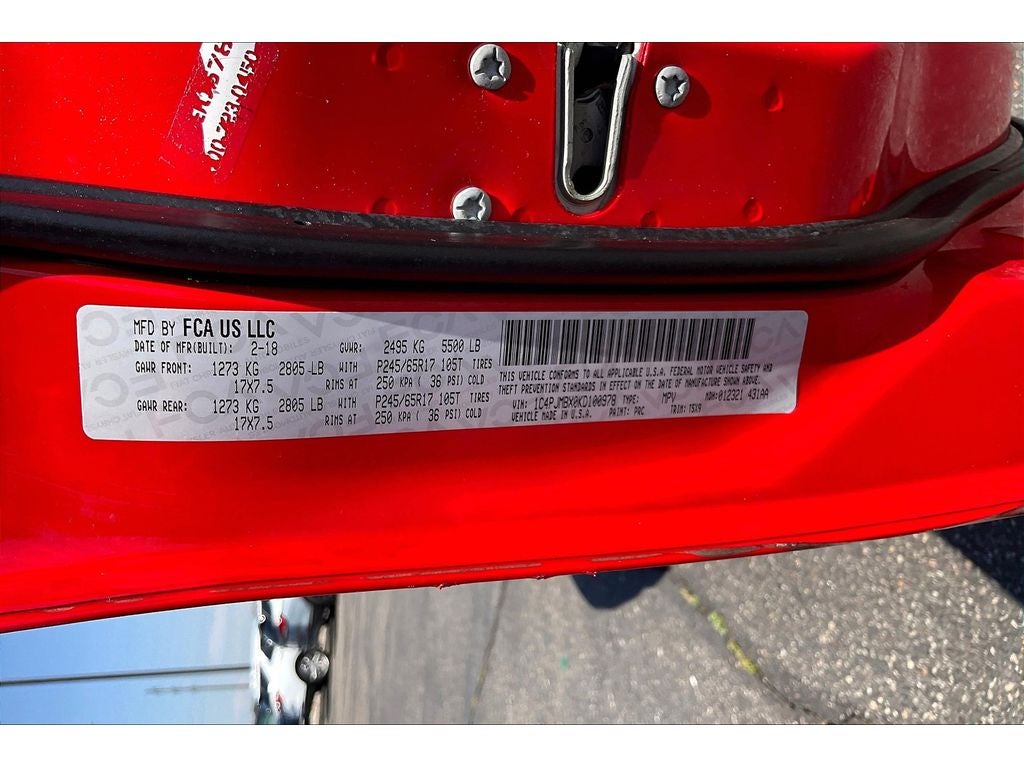 MFD BY FCA US LLC
DATE OF MFR(BUILT): 2-18 GVWR: 2495 KG 5500 LB
GAWR FRONT: 1273 KG 2805 LB WITH P245/65R17 105T TIRES
17X7.5 RIMS AT 250 KPA ( 36 PSI) COLD
GAWR REAR: 1273 KG 2805 LB WITH P245/65R17 105T TIRES
17X7.5 RIMS AT 250 KPA ( 36 PSI) COLD
THIS VEHICLE CONFORMS TO ALL APPLICABLE U.S.A. FEDERAL MOTOR VEHICLE SAFETY AND
THEFT PREVENTION STANDARDS IN EFFECT ON THE DATE OF MANUFACTURE SHOWN ABOVE.
VIN: 1C4PJMBX0KD100978 TYPE: MPV MDH: 012321 431AA
VEHICLE MADE IN U.S.A. PAINT: PRC TRIM: T5X9